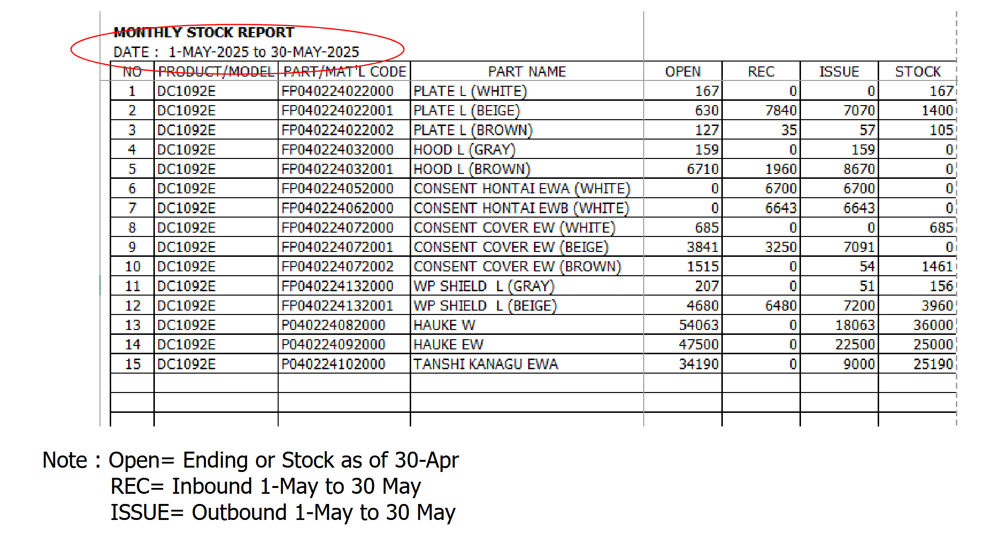 MONTHLY STOCK REPORT
DATE : 1-MAY-2025 to 30-MAY-2025
NO PRODUCT/MODEL PART/MAT'L CODE PART NAME OPEN REC ISSUE STOCK
1 DC1092E FP040224022000 PLATE L (WHITE) 167 0 0 167
2 DC1092E FP040224022001 PLATE L (BEIGE) 630 7840 7070 1400
3 DC1092E FP040224022002 PLATE L (BROWN) 127 35 57 105
4 DC1092E FP040224032000 HOOD L (GRAY) 159 0 159 0
5 DC1092E FP040224032001 HOOD L (BROWN) 6710 1960 8670 0
6 DC1092E FP040224052000 CONSENT HONTAI EWA (WHITE) 0 6700 6700 0
7 DC1092E FP040224062000 CONSENT HONTAI EWB (WHITE) 0 6643 6643 0
8 DC1092E FP040224072000 CONSENT COVER EW (WHITE) 685 0 0 685
9 DC1092E FP040224072001 CONSENT COVER EW (BEIGE) 3841 3250 7091 0
10 DC1092E FP040224072002 CONSENT COVER EW (BROWN) 1515 0 54 1461
11 DC1092E FP040224132000 WP SHIELD L (GRAY) 207 0 51 156
12 DC1092E FP040224132001 WP SHIELD L (BEIGE) 4680 6480 7200 3960
13 DC1092E P040224082000 HAUKE W 54063 0 18063 36000
14 DC1092E P040224092000 HAUKE EW 47500 0 22500 25000
15 DC1092E P040224102000 TANSHI KANAGU EWA 34190 0 9000 25190
Note : Open= Ending or Stock as of 30-Apr
REC= Inbound 1-May to 30 May
ISSUE= Outbound 1-May to 30 May